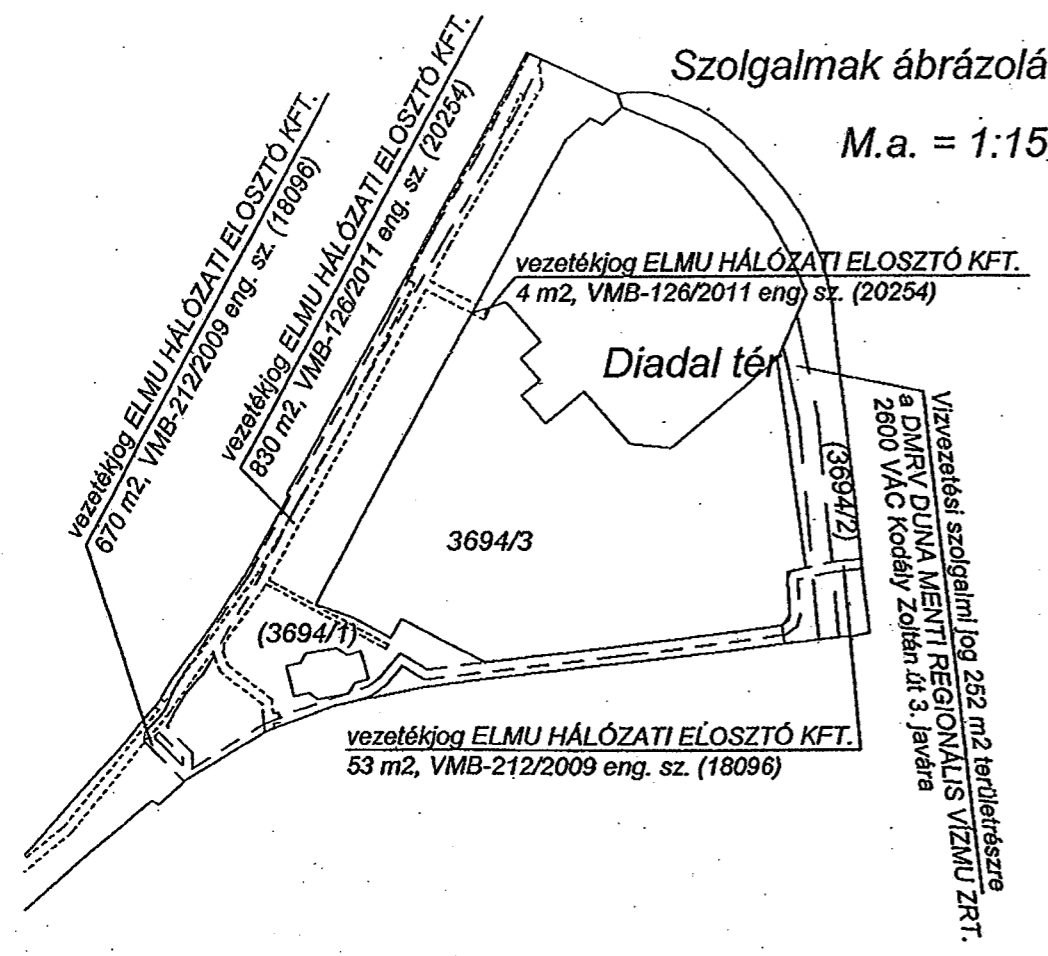 Szolgalmak ábrázolá
M.a. = 1:15
vezetékjog ELMU HÁLÓZATI ELOSZTÓ KFT.
670 m2, VMB-212/2009 eng. sz. (18096)
vezetékjog ELMU HÁLÓZATI ELOSZTÓ KFT.
830 m2, VMB-126/2011 eng. sz. (20254)
vezetékjog ELMU HÁLÓZATI ELOSZTÓ KFT.
4 m2, VMB-126/2011 eng. sz. (20254)
Diadal tér
Vizvezetési szolgalmi jog 252 m2 területrészre
a DMRV DUNA MENTI REGIONÁLIS VÍZMU ZRT.
2600 VÁC Kodály Zoltán út 3. javára
(3694/2)
3694/3
(3694/1)
vezetékjog ELMU HÁLÓZATI ELOSZTÓ KFT.
53 m2, VMB-212/2009 eng. sz. (18096)